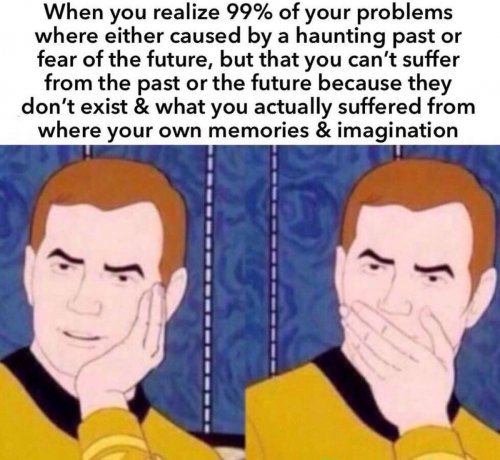 When you realize 99% of your problems
where either caused by a haunting past or
fear of the future, but that you can't suffer
from the past or the future because they
don't exist & what you actually suffered from
where your own memories & imagination